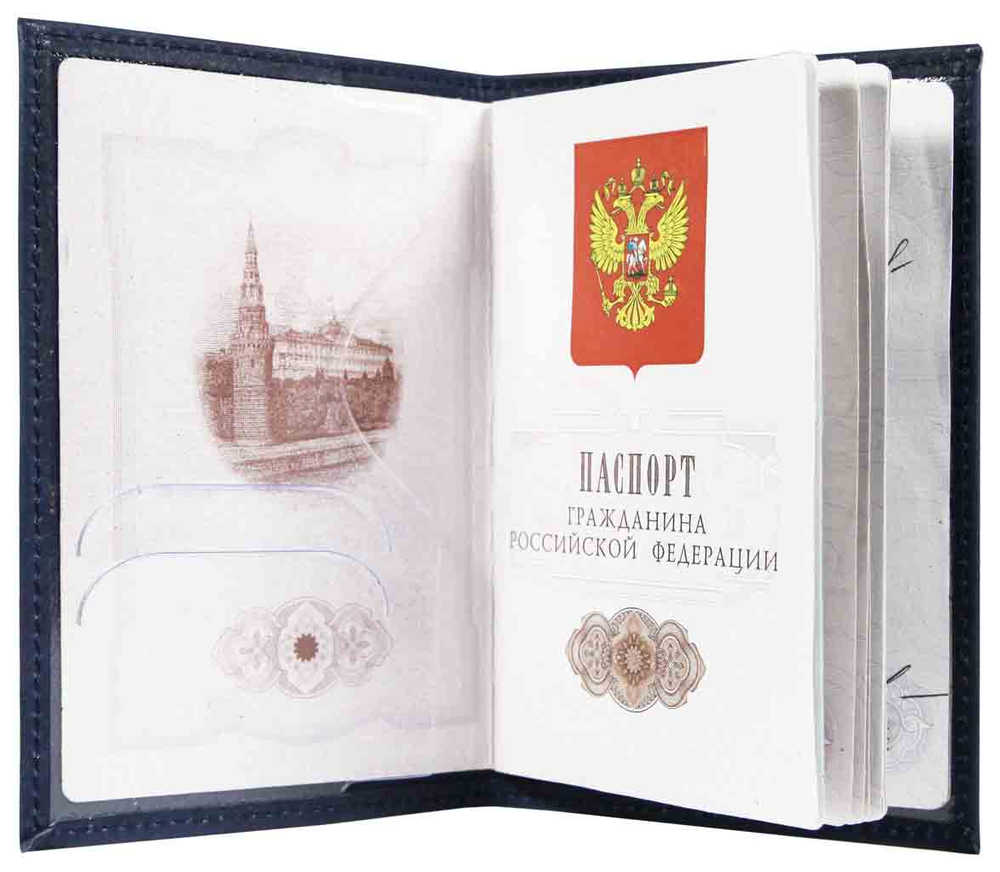 ПАСПОРТ
ГРАЖДАНИНА
РОССИЙСКОЙ ФЕДЕРАЦИИ